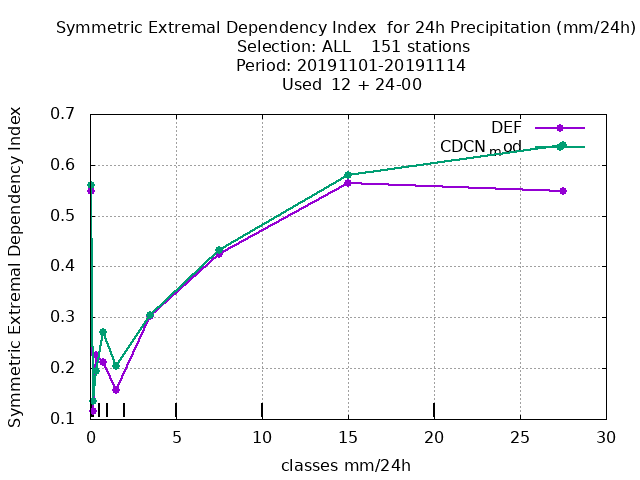 Symmetric Extremal Dependency Index  for 24h Precipitation (mm/24h)
Selection: ALL    151 stations
Period: 20191101-20191114
Used  12 + 24-00
Symmetric Extremal Dependency Index
0.7
0.6
0.5
0.4
0.3
0.2
0.1
DEF
CDCNmod
0 5 10 15 20 25 30
classes mm/24h